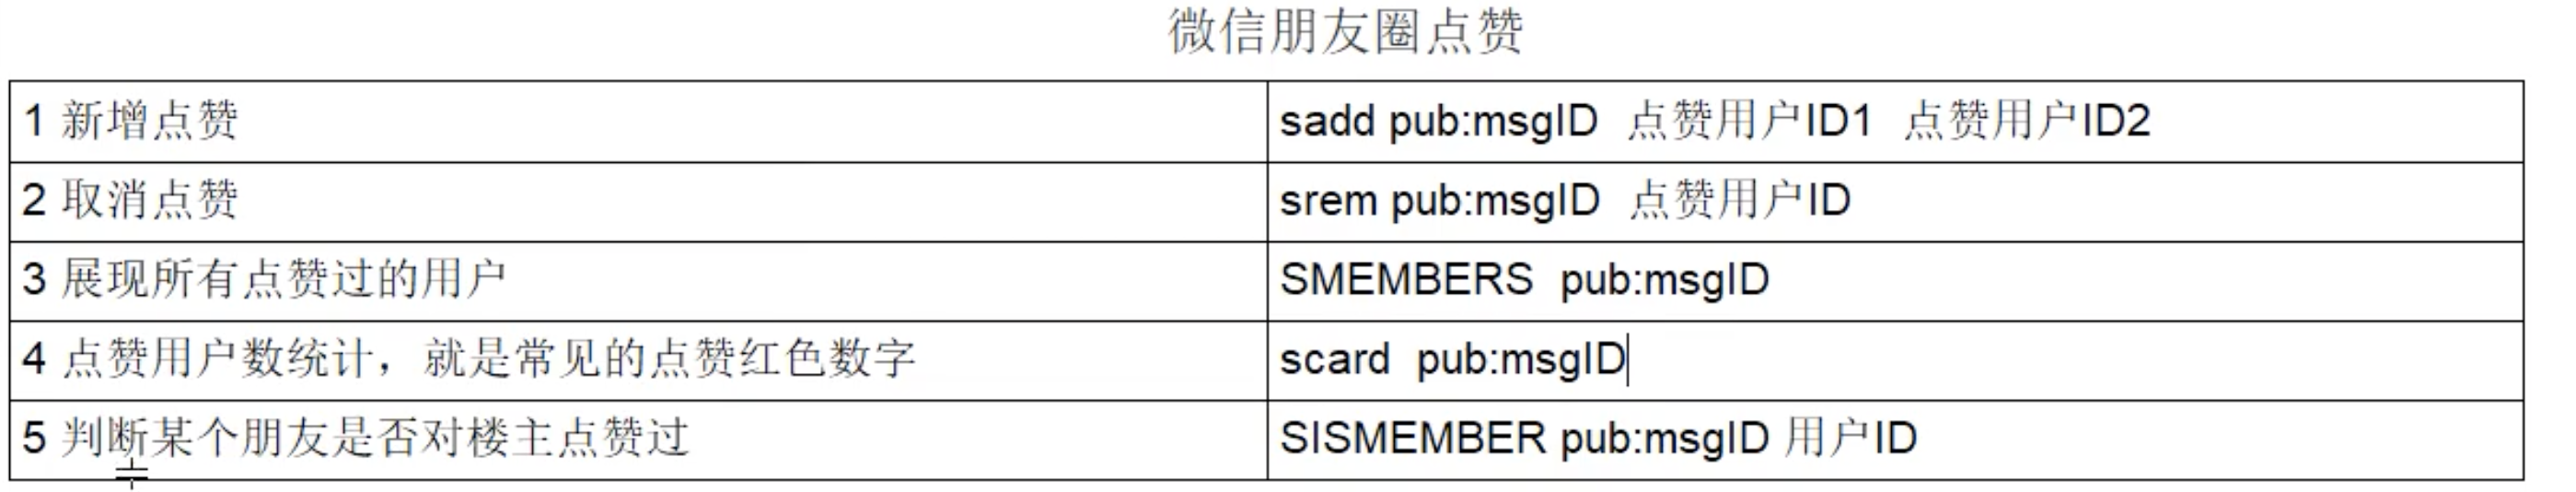 微信朋友圈点赞
1 新增点赞 sadd pub:msgID 点赞用户ID1 点赞用户ID2
2 取消点赞 srem pub:msgID 点赞用户ID
3 展现所有点赞过的用户 SMEMBERS pub:msgID
4 点赞用户数统计，就是常见的点赞红色数字 scard pub:msgID
5 判断某个朋友是否对楼主点赞过 SISMEMBER pub:msgID 用户ID